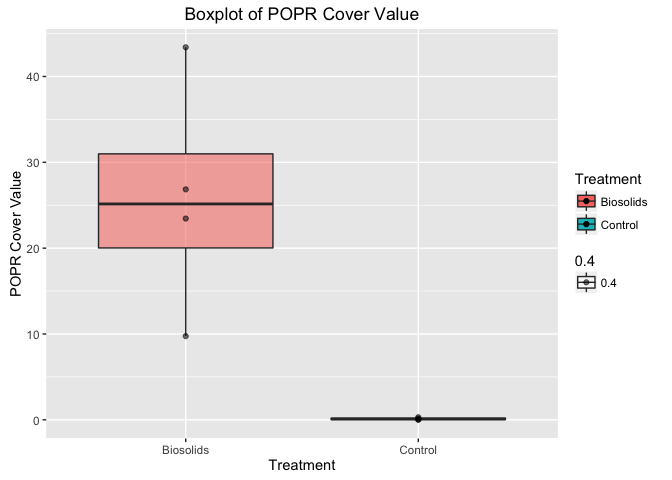 Boxplot of POPR Cover Value
POPR Cover Value
40
30
20
10
0
Biosolids
Control
Treatment
Treatment
Biosolids
Control
0.4
0.4